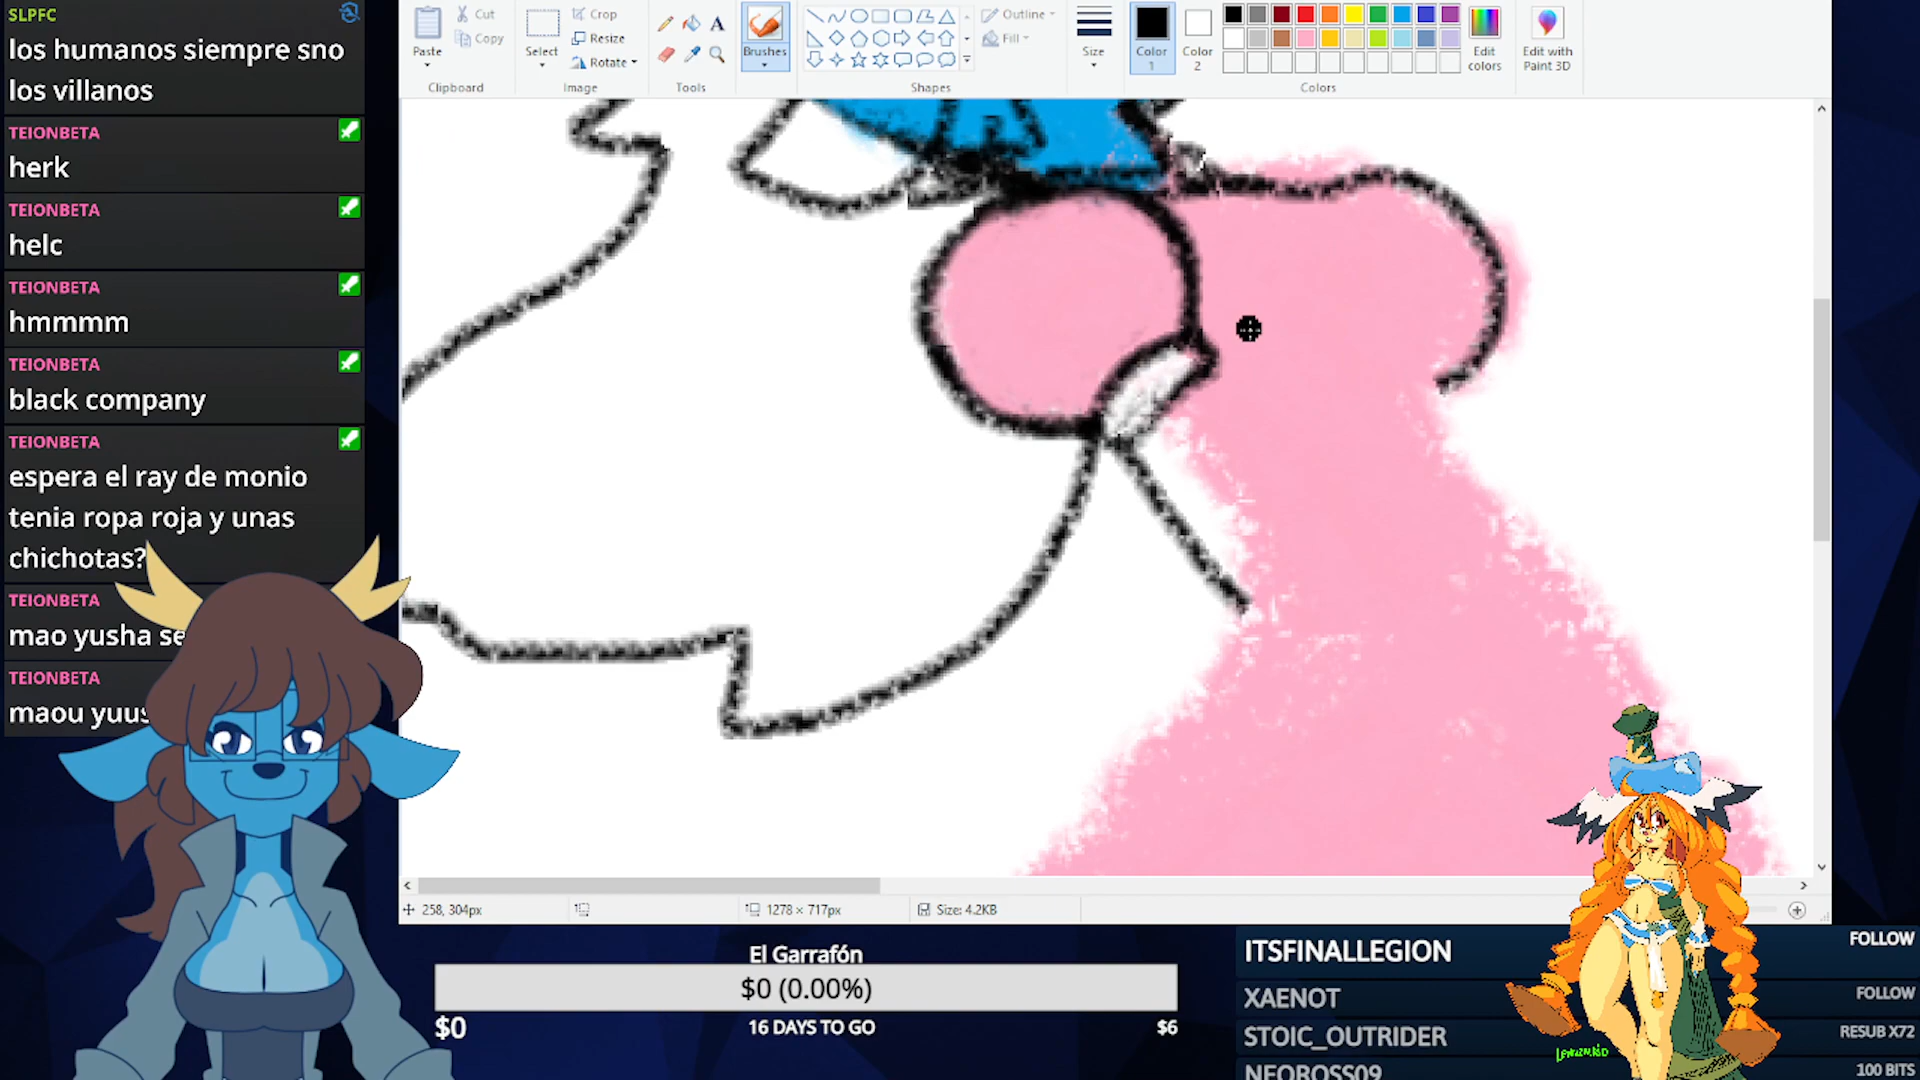 SLPFC
los humanos siempre sno
los villanos
TEIONBETA
herk
TEIONBETA
helc
TEIONBETA
hmmmm
TEIONBETA
black company
TEIONBETA
espera el ray de monio
tenia ropa roja y unas
chichotas?
TEIONBETA
mao yusha se
TEIONBETA
maou yuus
Paste
Cut
Copy
Clipboard
Select
Crop
Resize
Rotate
Image
A
Tools
Brushes
Outline
Fill
Shapes
Size
Color
1
Color
2
Edit
colors
Colors
Edit with
Paint 3D
258, 304px
1278 × 717px
Size: 4.2KB
El Garrafón
$0 (0.00%)
$0
16 DAYS TO GO
$6
ITSFINALLEGION
FOLLOW
XAENOT
FOLLOW
STOIC_OUTRIDER
RESUB X72
NEOBOSS09
100 BITS